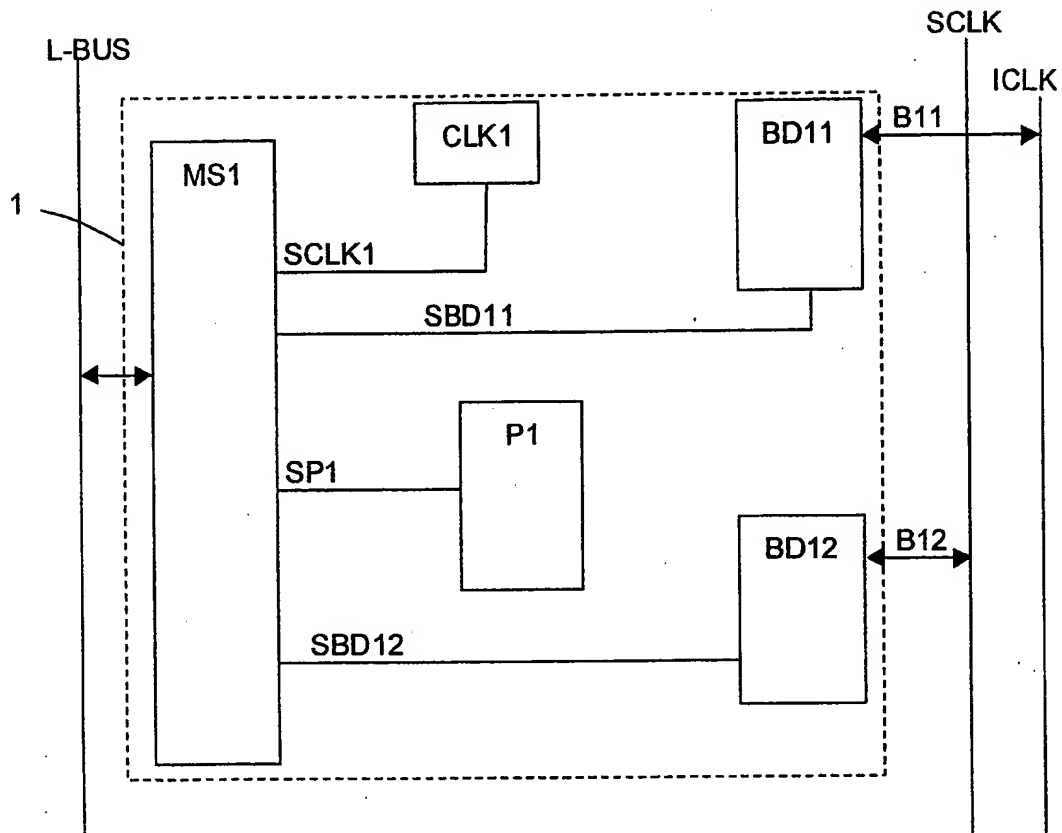 SCLK
L-BUS
ICLK
CLK1
BD11
B11
MS1
1
SCLK1
SBD11
P1
SP1
BD12
B12
SBD12